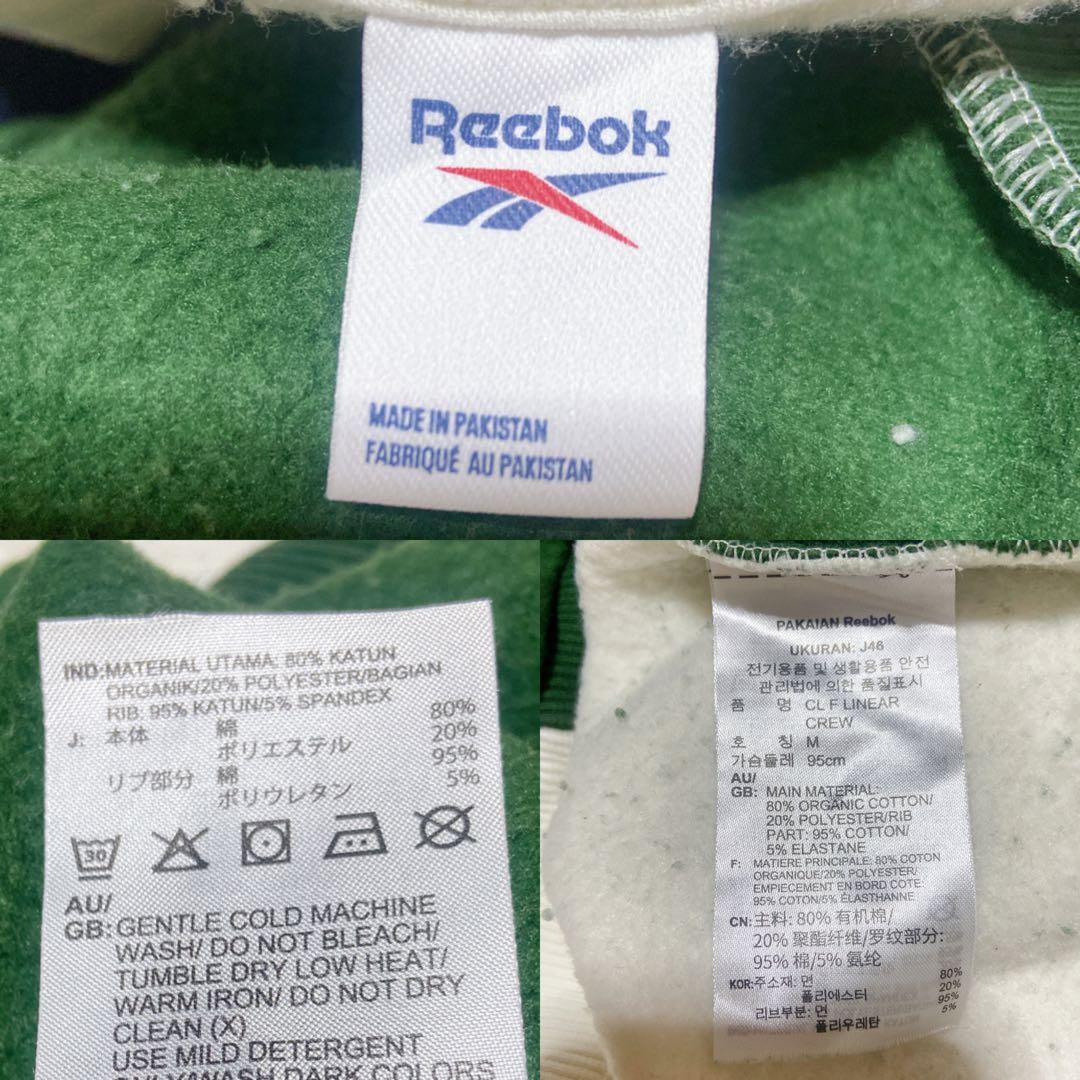 Reebok
MADE IN PAKISTAN
FABRIQUÉ AU PAKISTAN
IND:MATERIAL UTAMA: 80% KATUN
ORGANIK/20% POLYESTER/BAGIAN
RIB: 95% KATUN/5% SPANDEX
J: 本体 綿 80%
ポリエステル 20%
リブ部分 綿 95%
ポリウレタン 5%
30
AU/
GB: GENTLE COLD MACHINE
WASH/ DO NOT BLEACH/
TUMBLE DRY LOW HEAT/
WARM IRON/ DO NOT DRY
CLEAN (X)
USE MILD DETERGENT
WASH DARK COLORS
PAKAIAN Reebok
UKURAN: J46
전기용품 및 생활용품 안전
관리법에 의한 품질표시
품 명 CL F LINEAR
CREW
호 칭 M
가슴둘레 95cm
AU/
GB: MAIN MATERIAL:
80% ORGANIC COTTON/
20% POLYESTER/RIB
PART: 95% COTTON/
5% ELASTANE
F: MATIERE PRINCIPALE: 80% COTON
ORGANIQUE/20% POLYESTER/
EMPIECEMENT EN BORD COTE:
95% COTON/5% ÉLASTHANNE
CN: 主料: 80% 有机棉/
20% 聚酯纤维/罗纹部分:
95% 棉/5% 氨纶
KOR: 주소재: 면 80%
폴리에스터 20%
리브부분: 면 95%
폴리우레탄 5%